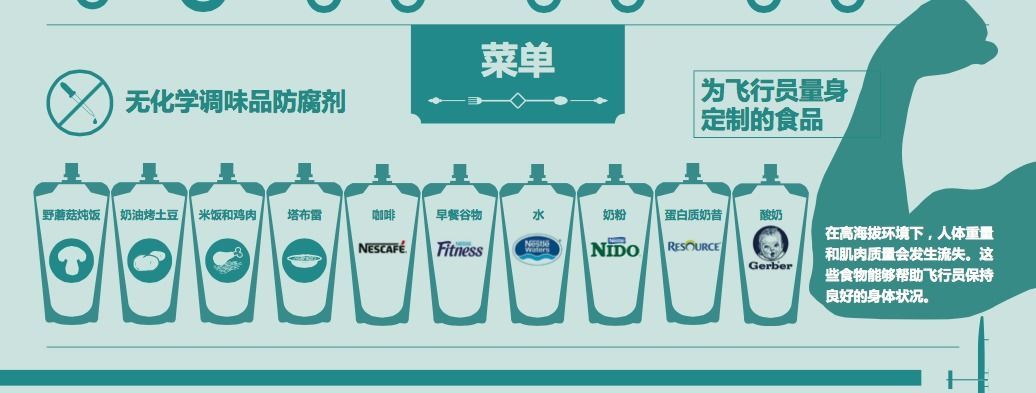 菜单
无化学调味品防腐剂
为飞行员量身
定制的食品
野蘑菇炖饭
奶油烤土豆
米饭和鸡肉
塔布雷
咖啡
NESCAFÉ
早餐谷物
Nestlé
Fitness
水
Nestlé
Waters
奶粉
Nestlé
NIDO
蛋白质奶昔
RESOURCE
酸奶
Gerber
在高海拔环境下，人体重量
和肌肉质量会发生流失。这
些食物能够帮助飞行员保持
良好的身体状况。